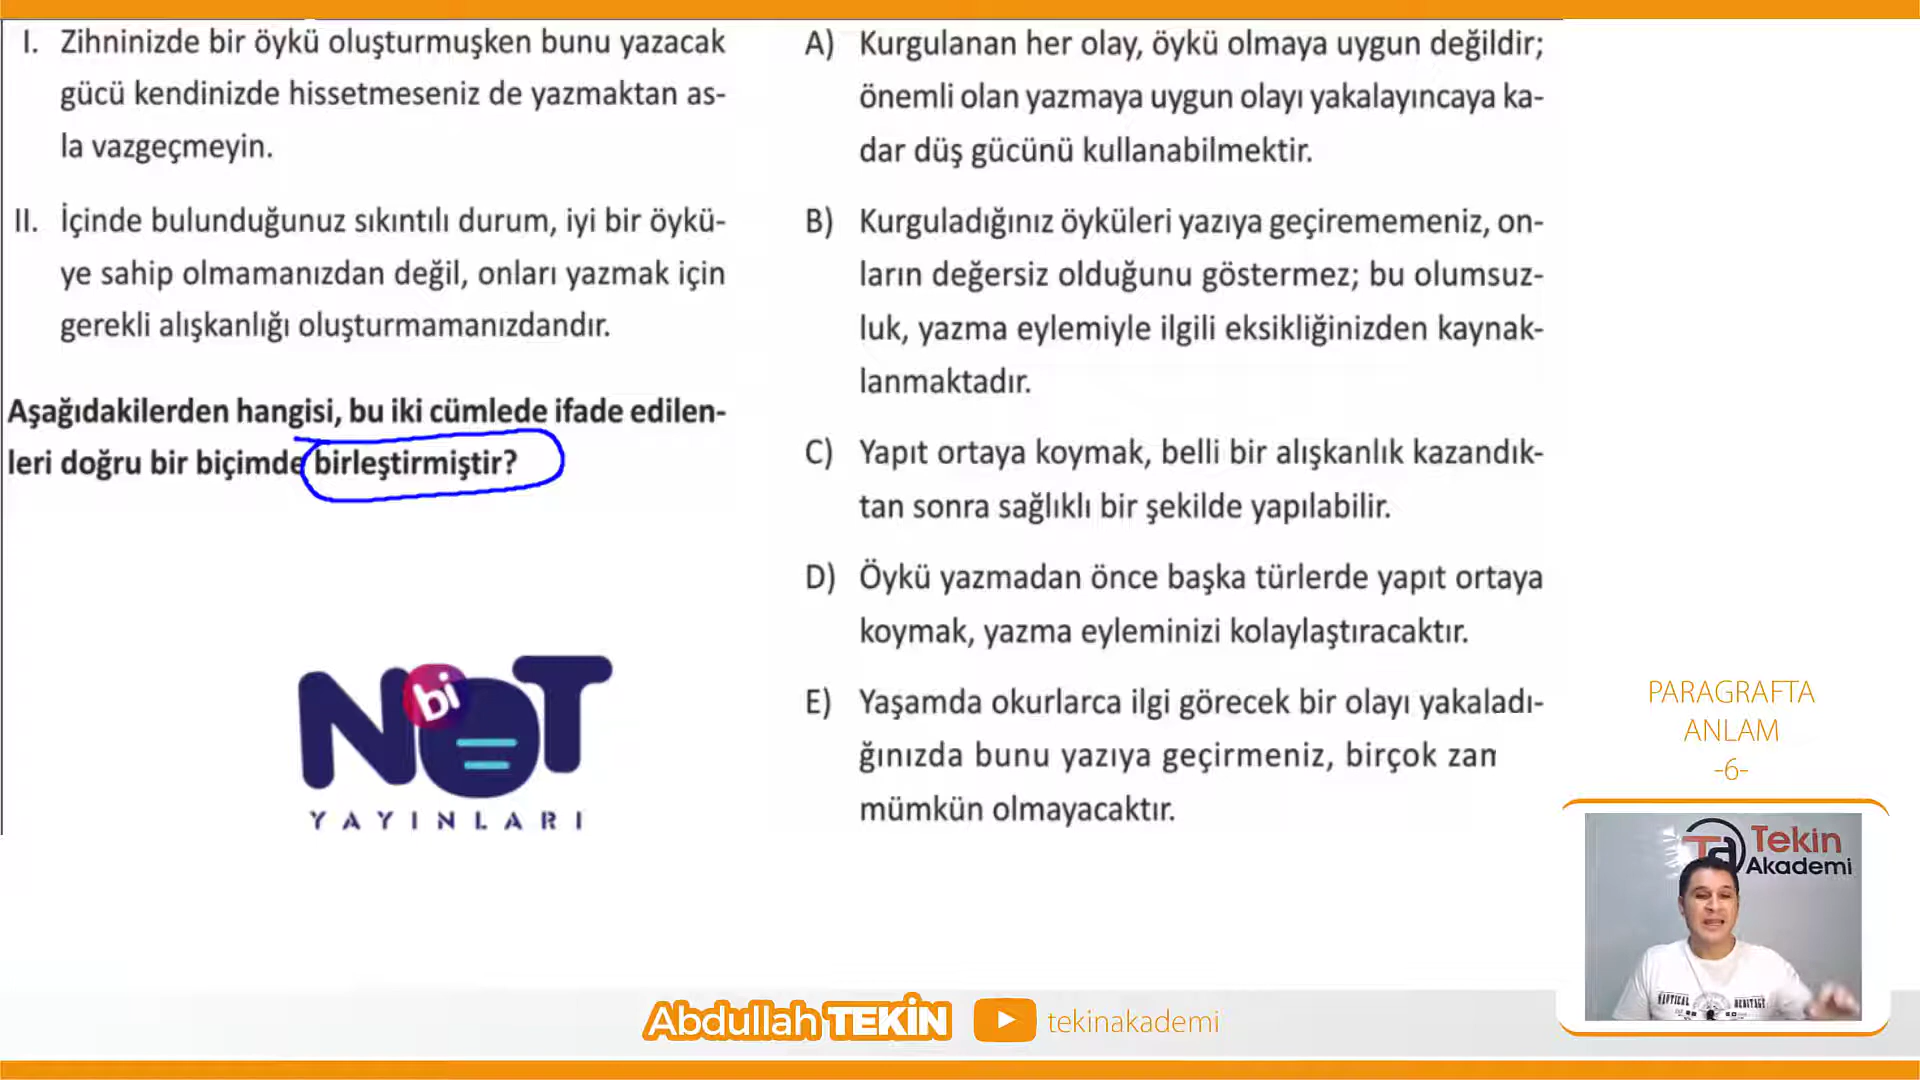 I. Zihninizde bir öykü oluşturmuşken bunu yazacak
gücü kendinizde hissetmeseniz de yazmaktan as-
la vazgeçmeyin.
II. İçinde bulunduğunuz sıkıntılı durum, iyi bir öykü-
ye sahip olmamanızdan değil, onları yazmak için
gerekli alışkanlığı oluşturmamanızdandır.
Aşağıdakilerden hangisi, bu iki cümlede ifade edilen-
leri doğru bir biçimde birleştirmiştir?
NOT
bi
YAYINLARI
A) Kurgulanan her olay, öykü olmaya uygun değildir;
önemli olan yazmaya uygun olayı yakalayıncaya ka-
dar düş gücünü kullanabilmektir.
B) Kurguladığınız öyküleri yazıya geçirememeniz, on-
ların değersiz olduğunu göstermez; bu olumsuz-
luk, yazma eylemiyle ilgili eksikliğinizden kaynak-
lanmaktadır.
C) Yapıt ortaya koymak, belli bir alışkanlık kazandık-
tan sonra sağlıklı bir şekilde yapılabilir.
D) Öykü yazmadan önce başka türlerde yapıt ortaya
koymak, yazma eyleminizi kolaylaştıracaktır.
E) Yaşamda okurlarca ilgi görecek bir olayı yakaladı-
ğınızda bunu yazıya geçirmeniz, birçok zam
mümkün olmayacaktır.
PARAGRAFTA
ANLAM
-6-
Ta Tekin
Akademi
NAUTICAL HERITAGE
Abdullah TEKİN tekinakademi